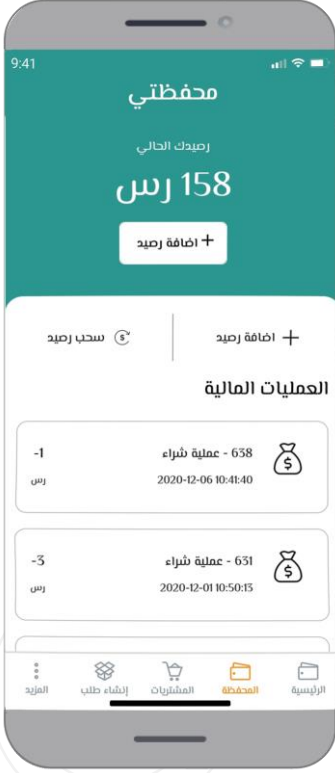 9:41
محفظتي
رصيدك الحالي
158 رس
+ اضافة رصيد
+ اضافة رصيد
سحب رصيد
العمليات المالية
638 - عملية شراء
-1
2020-12-06 10:41:40
رس
631 - عملية شراء
-3
2020-12-01 10:50:13
رس
الرئيسية
المحفظة
المشتريات
إنشاء طلب
المزيد